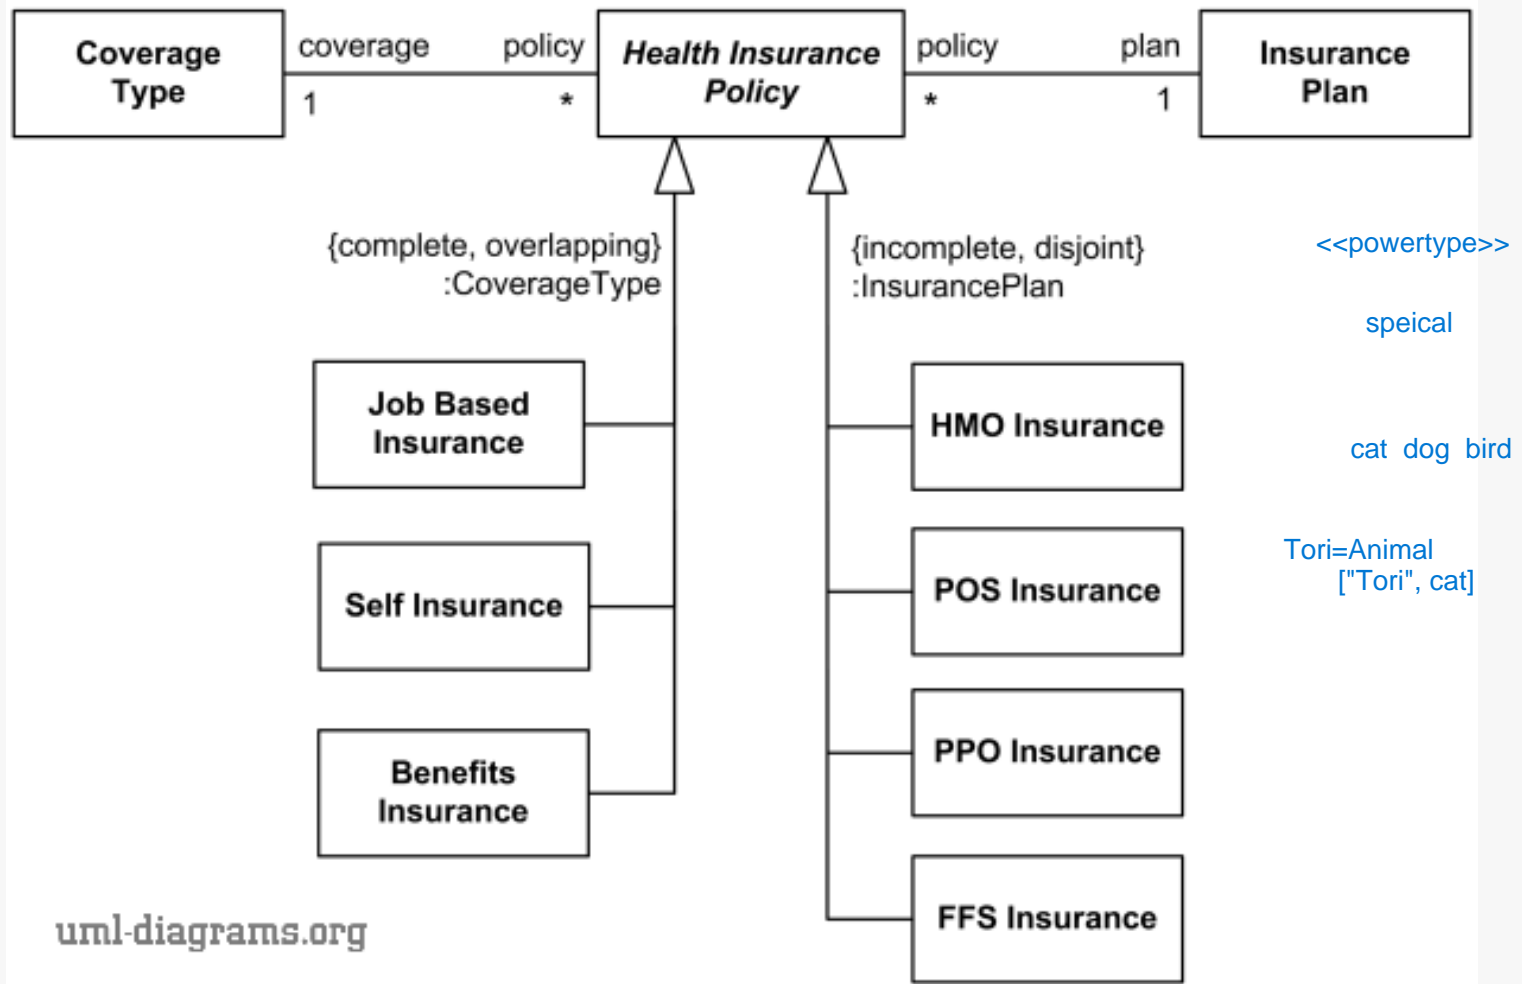 Coverage
Type
coverage
policy
1
*
Health Insurance
Policy
policy
plan
*
1
Insurance
Plan
{complete, overlapping}
:CoverageType
{incomplete, disjoint}
:InsurancePlan
<<powertype>>
speical
Job Based
Insurance
HMO Insurance
cat dog bird
Self Insurance
POS Insurance
Tori=Animal
["Tori", cat]
Benefits
Insurance
PPO Insurance
FFS Insurance
uml-diagrams.org